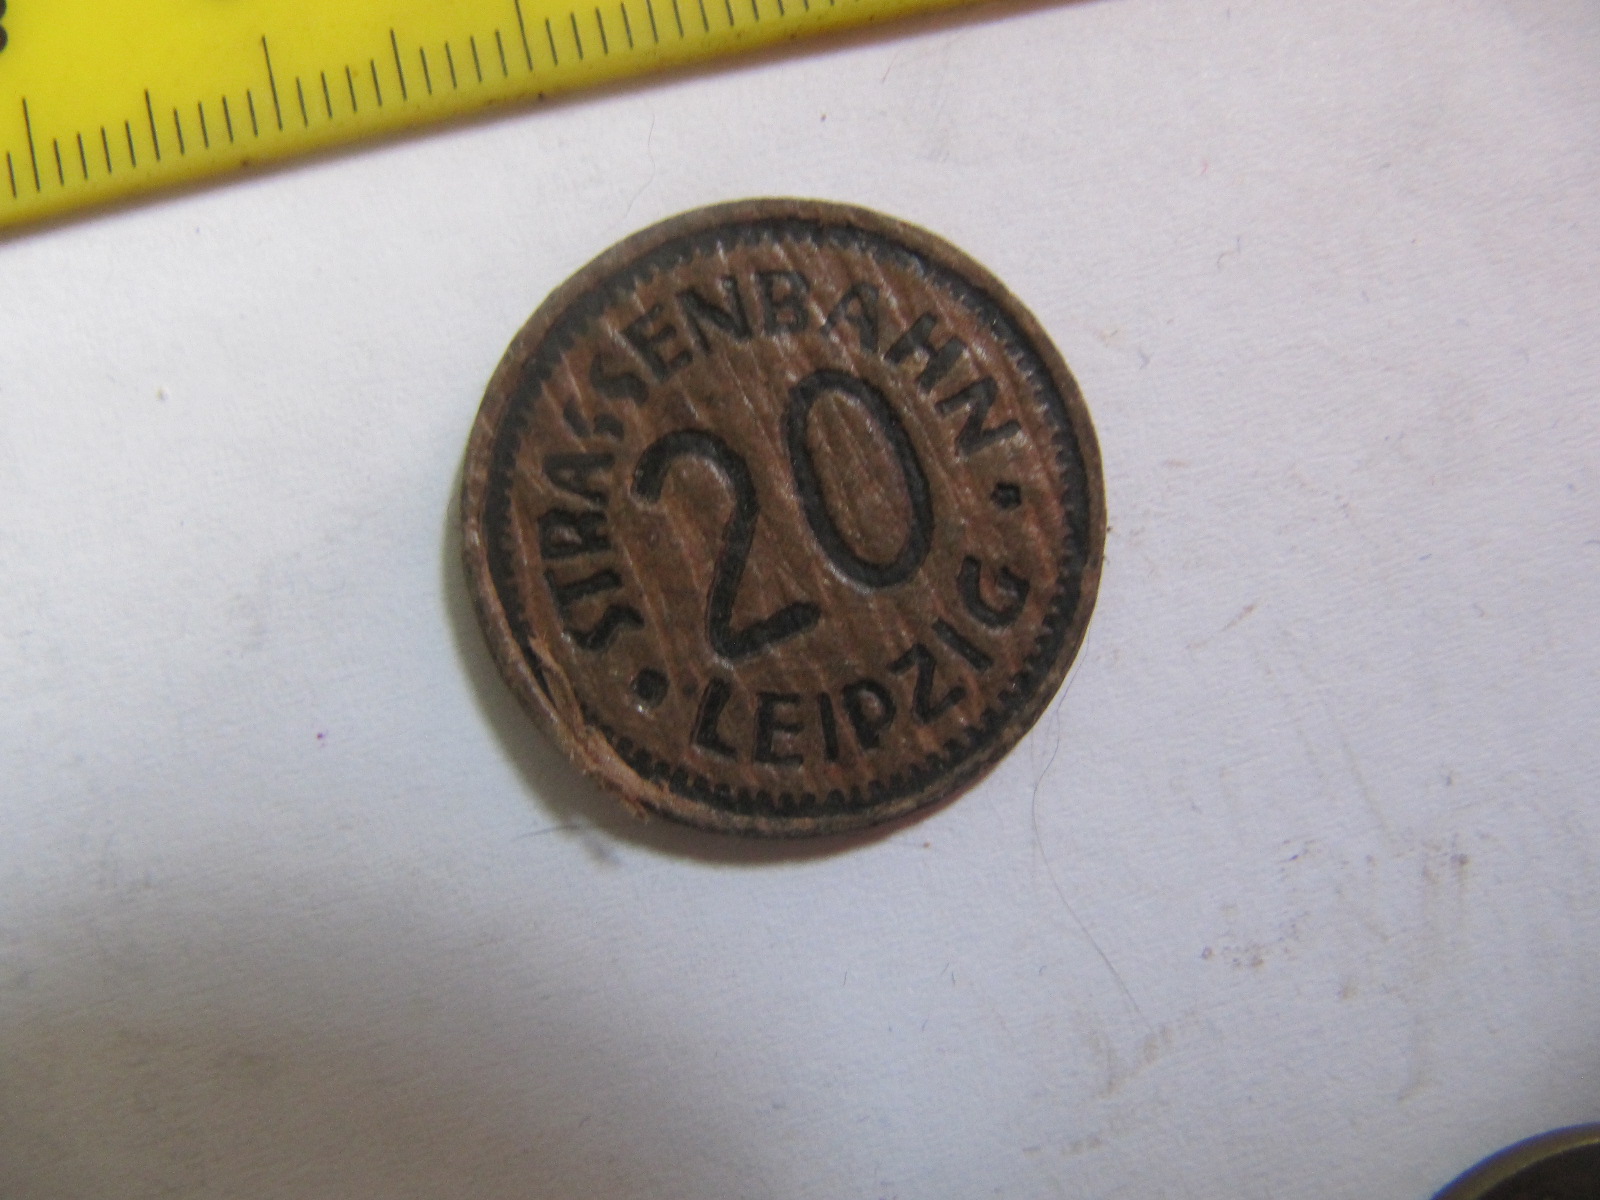 STRASSENBAHN
20
· LEIPZIG ·